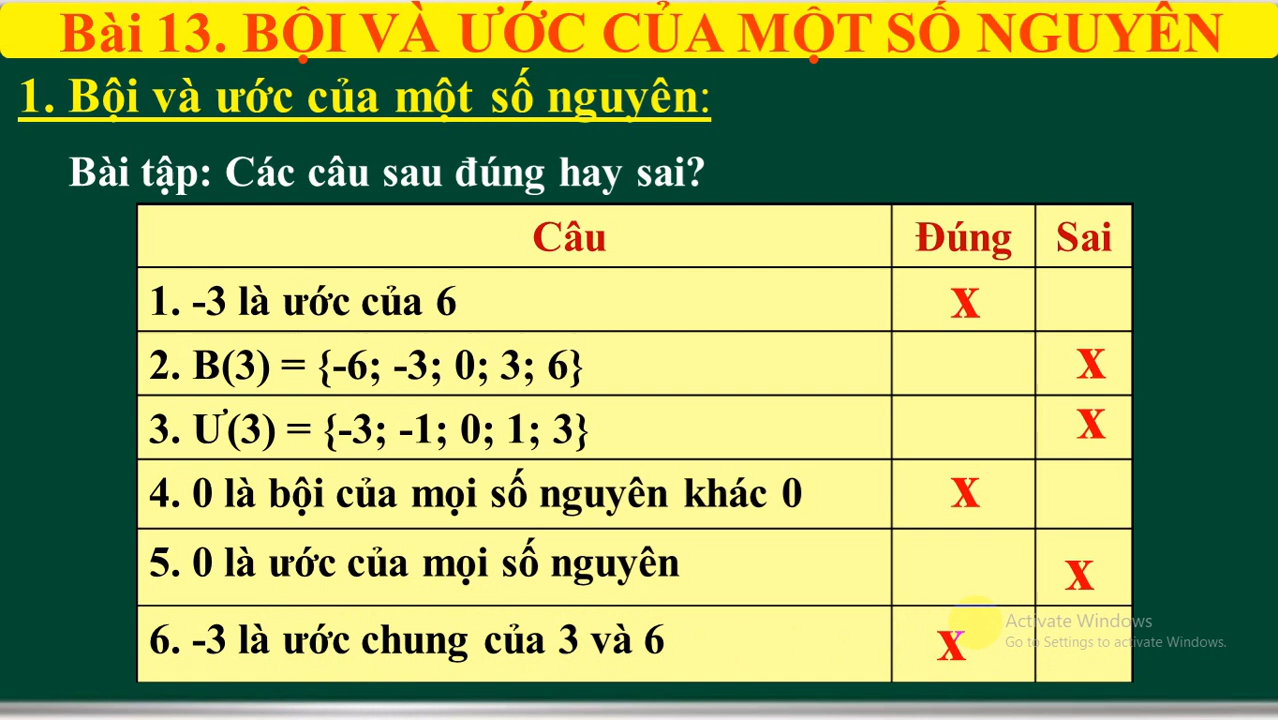 Bài 13. BỘI VÀ ƯỚC CỦA MỘT SỐ NGUYÊN
1. Bội và ước của một số nguyên:
Bài tập: Các câu sau đúng hay sai?
Câu Đúng Sai
1. -3 là ước của 6 x
2. B(3) = {-6; -3; 0; 3; 6} x
3. Ư(3) = {-3; -1; 0; 1; 3} x
4. 0 là bội của mọi số nguyên khác 0 x
5. 0 là ước của mọi số nguyên x
6. -3 là ước chung của 3 và 6 x
Activate Windows
Go to Settings to activate Windows.